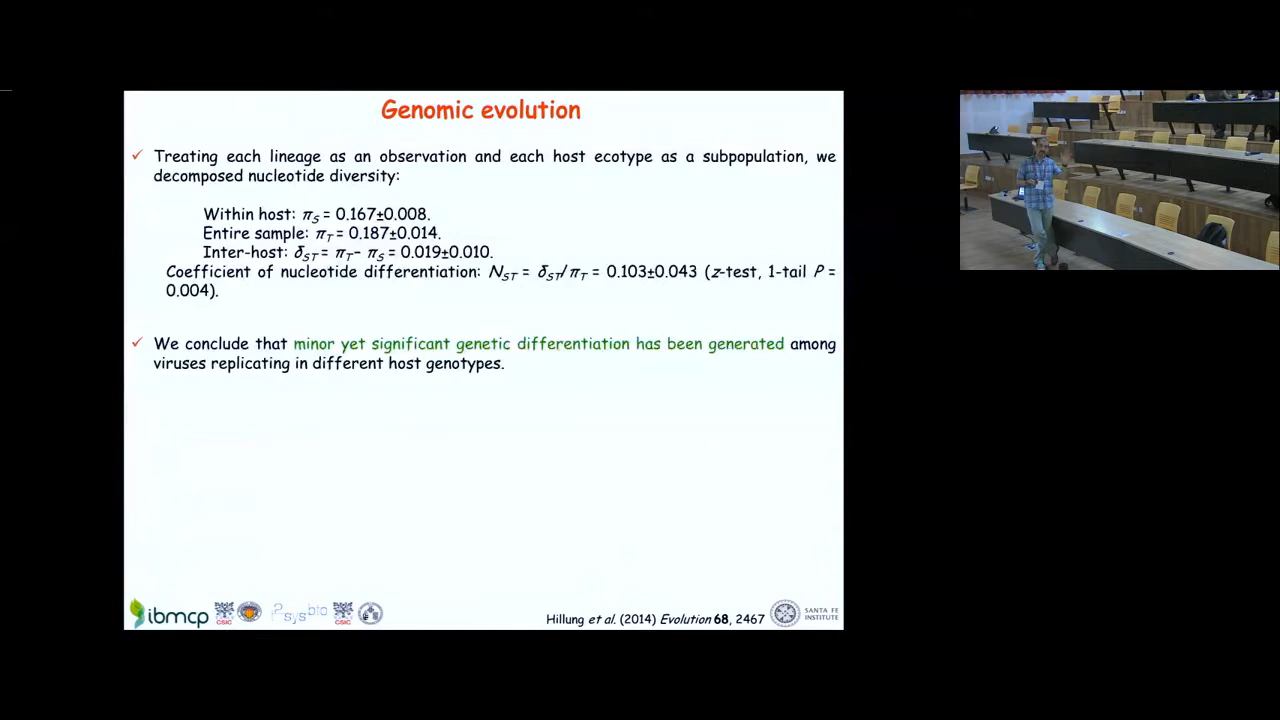 Genomic evolution
✓ Treating each lineage as an observation and each host ecotype as a subpopulation, we
decomposed nucleotide diversity:
Within host: πS = 0.167±0.008.
Entire sample: πT = 0.187±0.014.
Inter-host: δST = πT − πS = 0.019±0.010.
Coefficient of nucleotide differentiation: NST = δST/πT = 0.103±0.043 (z-test, 1-tail P =
0.004).
✓ We conclude that minor yet significant genetic differentiation has been generated among
viruses replicating in different host genotypes.
ibmcp
CSIC
i2sysbio
CSIC
Hillung et al. (2014) Evolution 68, 2467
SANTA FE
INSTITUTE